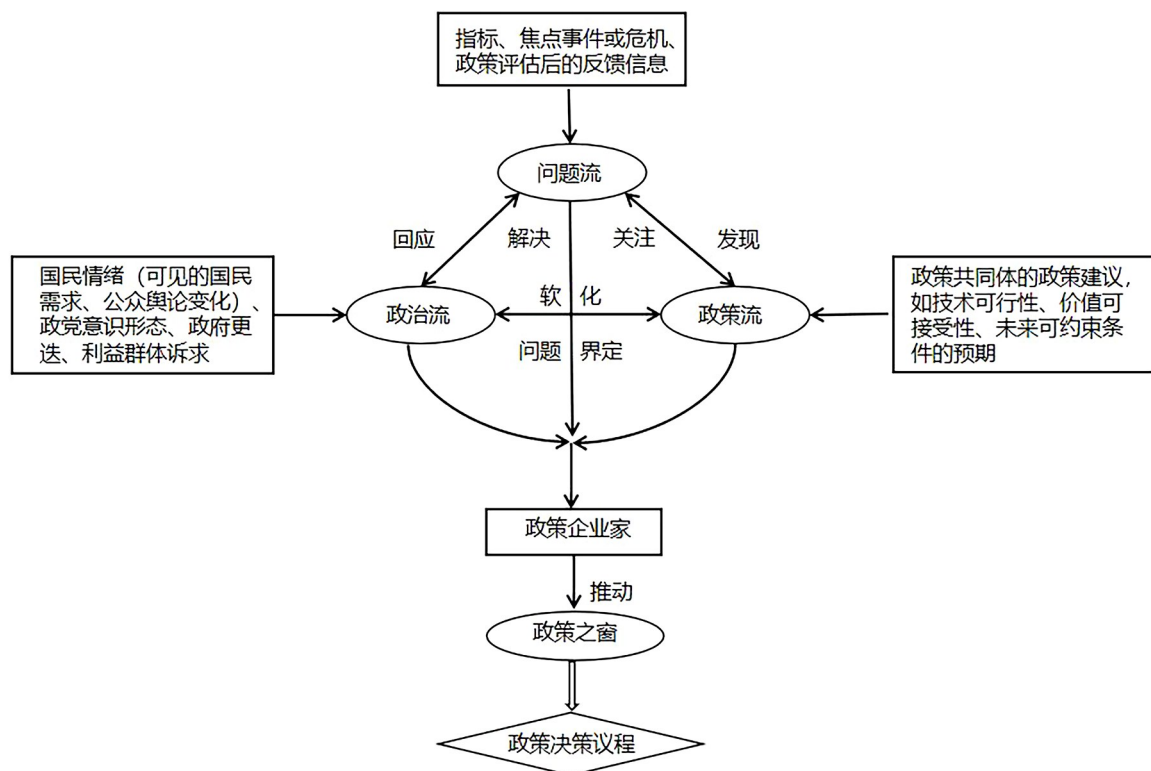 指标、焦点事件或危机、
政策评估后的反馈信息
问题流
回应
解决
关注
发现
国民情绪（可见的国民
需求、公众舆论变化）、
政党意识形态、政府更
迭、利益群体诉求
政治流
软 化
政策流
政策共同体的政策建议，
如技术可行性、价值可
接受性、未来可约束条
件的预期
问题 界定
政策企业家
推动
政策之窗
政策决策议程